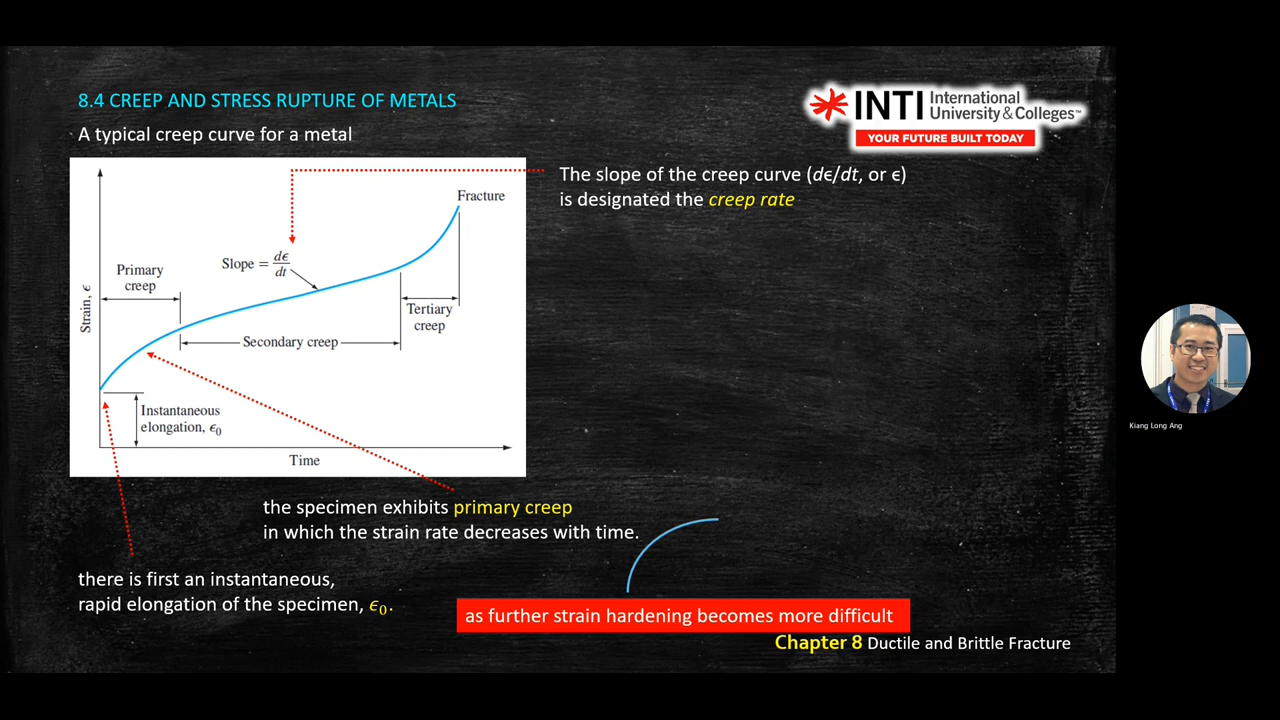 8.4 CREEP AND STRESS RUPTURE OF METALS
A typical creep curve for a metal
INTI International
University & Colleges™
YOUR FUTURE BUILT TODAY
The slope of the creep curve (dϵ/dt, or ϵ)
is designated the creep rate
Fracture
Slope = dϵ/dt
Primary
creep
Strain, ϵ
Tertiary
creep
Secondary creep
Instantaneous
elongation, ϵ0
Time
Kiang Long Ang
the specimen exhibits primary creep
in which the strain rate decreases with time.
there is first an instantaneous,
rapid elongation of the specimen, ϵ0.
as further strain hardening becomes more difficult
Chapter 8 Ductile and Brittle Fracture